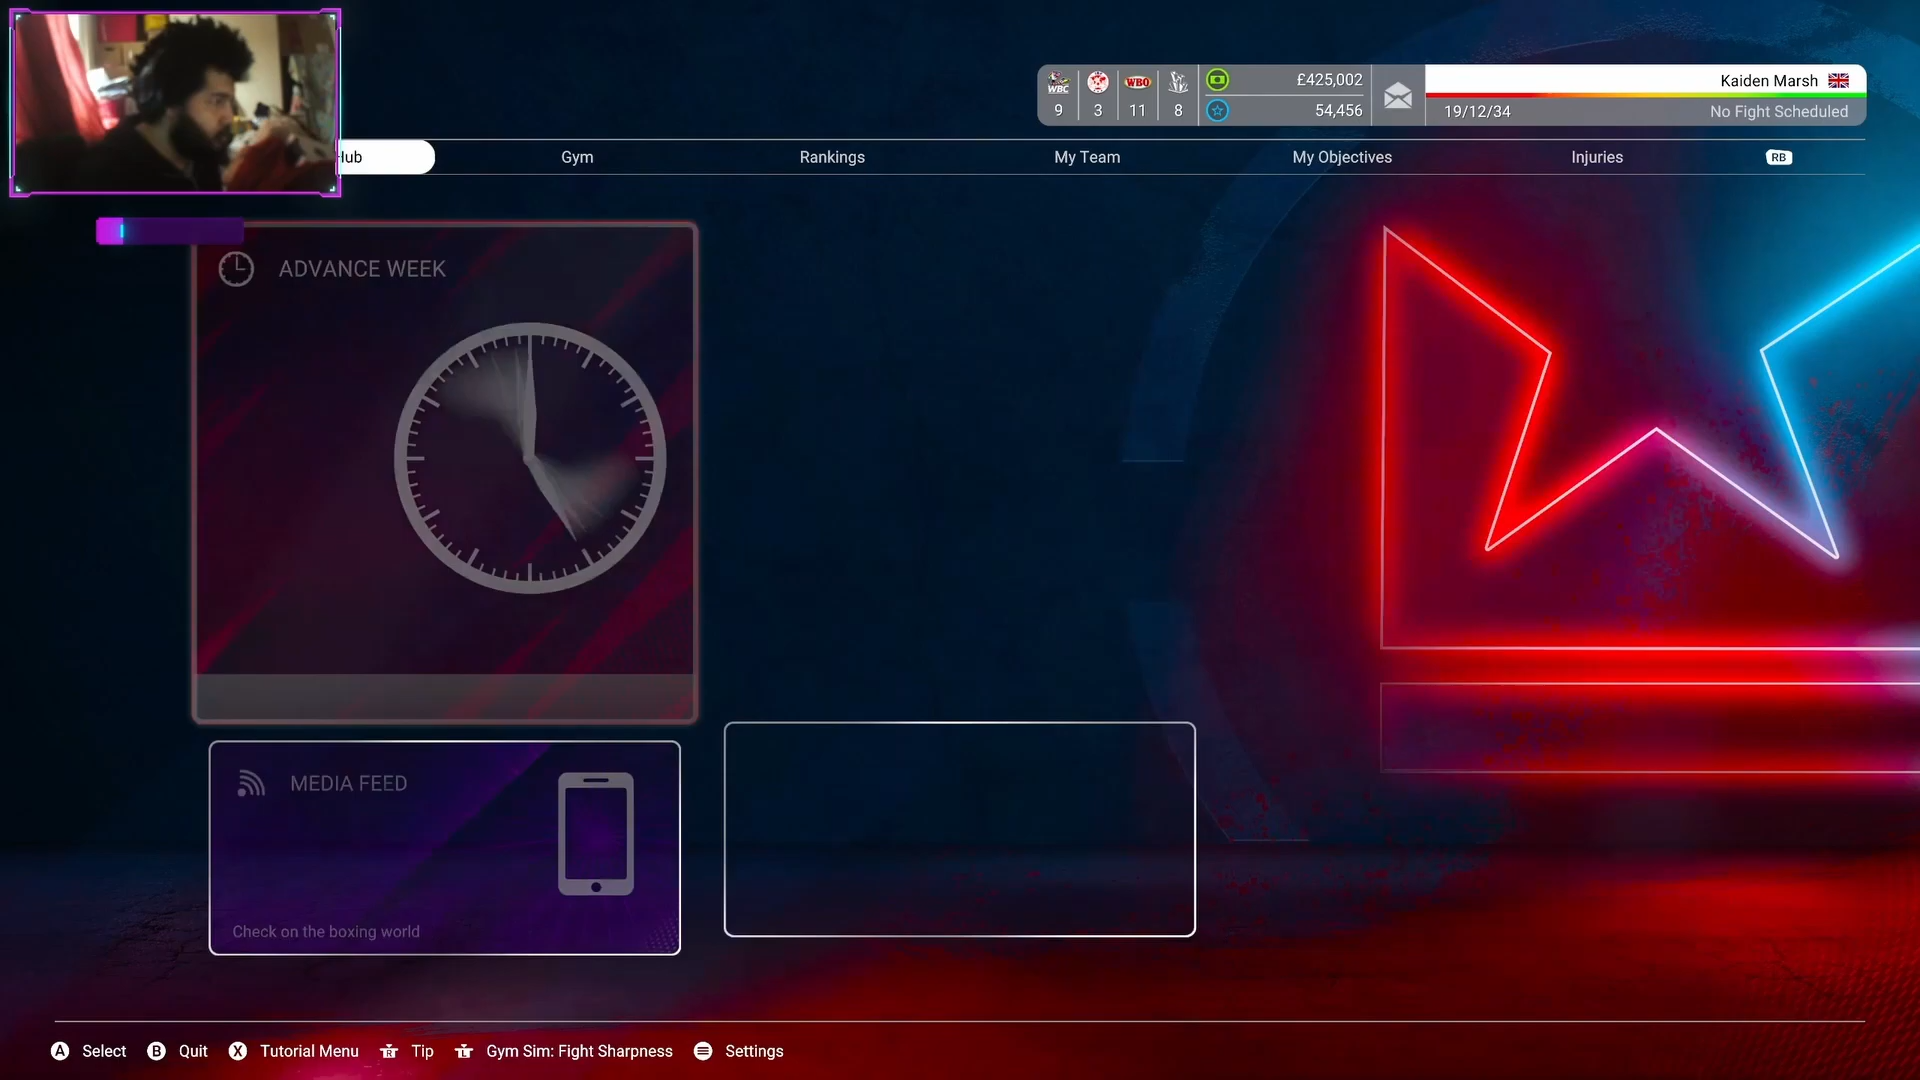 WBC
9
3
WBO
11
8
£425,002
54,456
Kaiden Marsh
19/12/34
No Fight Scheduled
Hub
Gym
Rankings
My Team
My Objectives
Injuries
RB
ADVANCE WEEK
MEDIA FEED
Check on the boxing world
A Select
B Quit
X Tutorial Menu
R Tip
L Gym Sim: Fight Sharpness
Settings